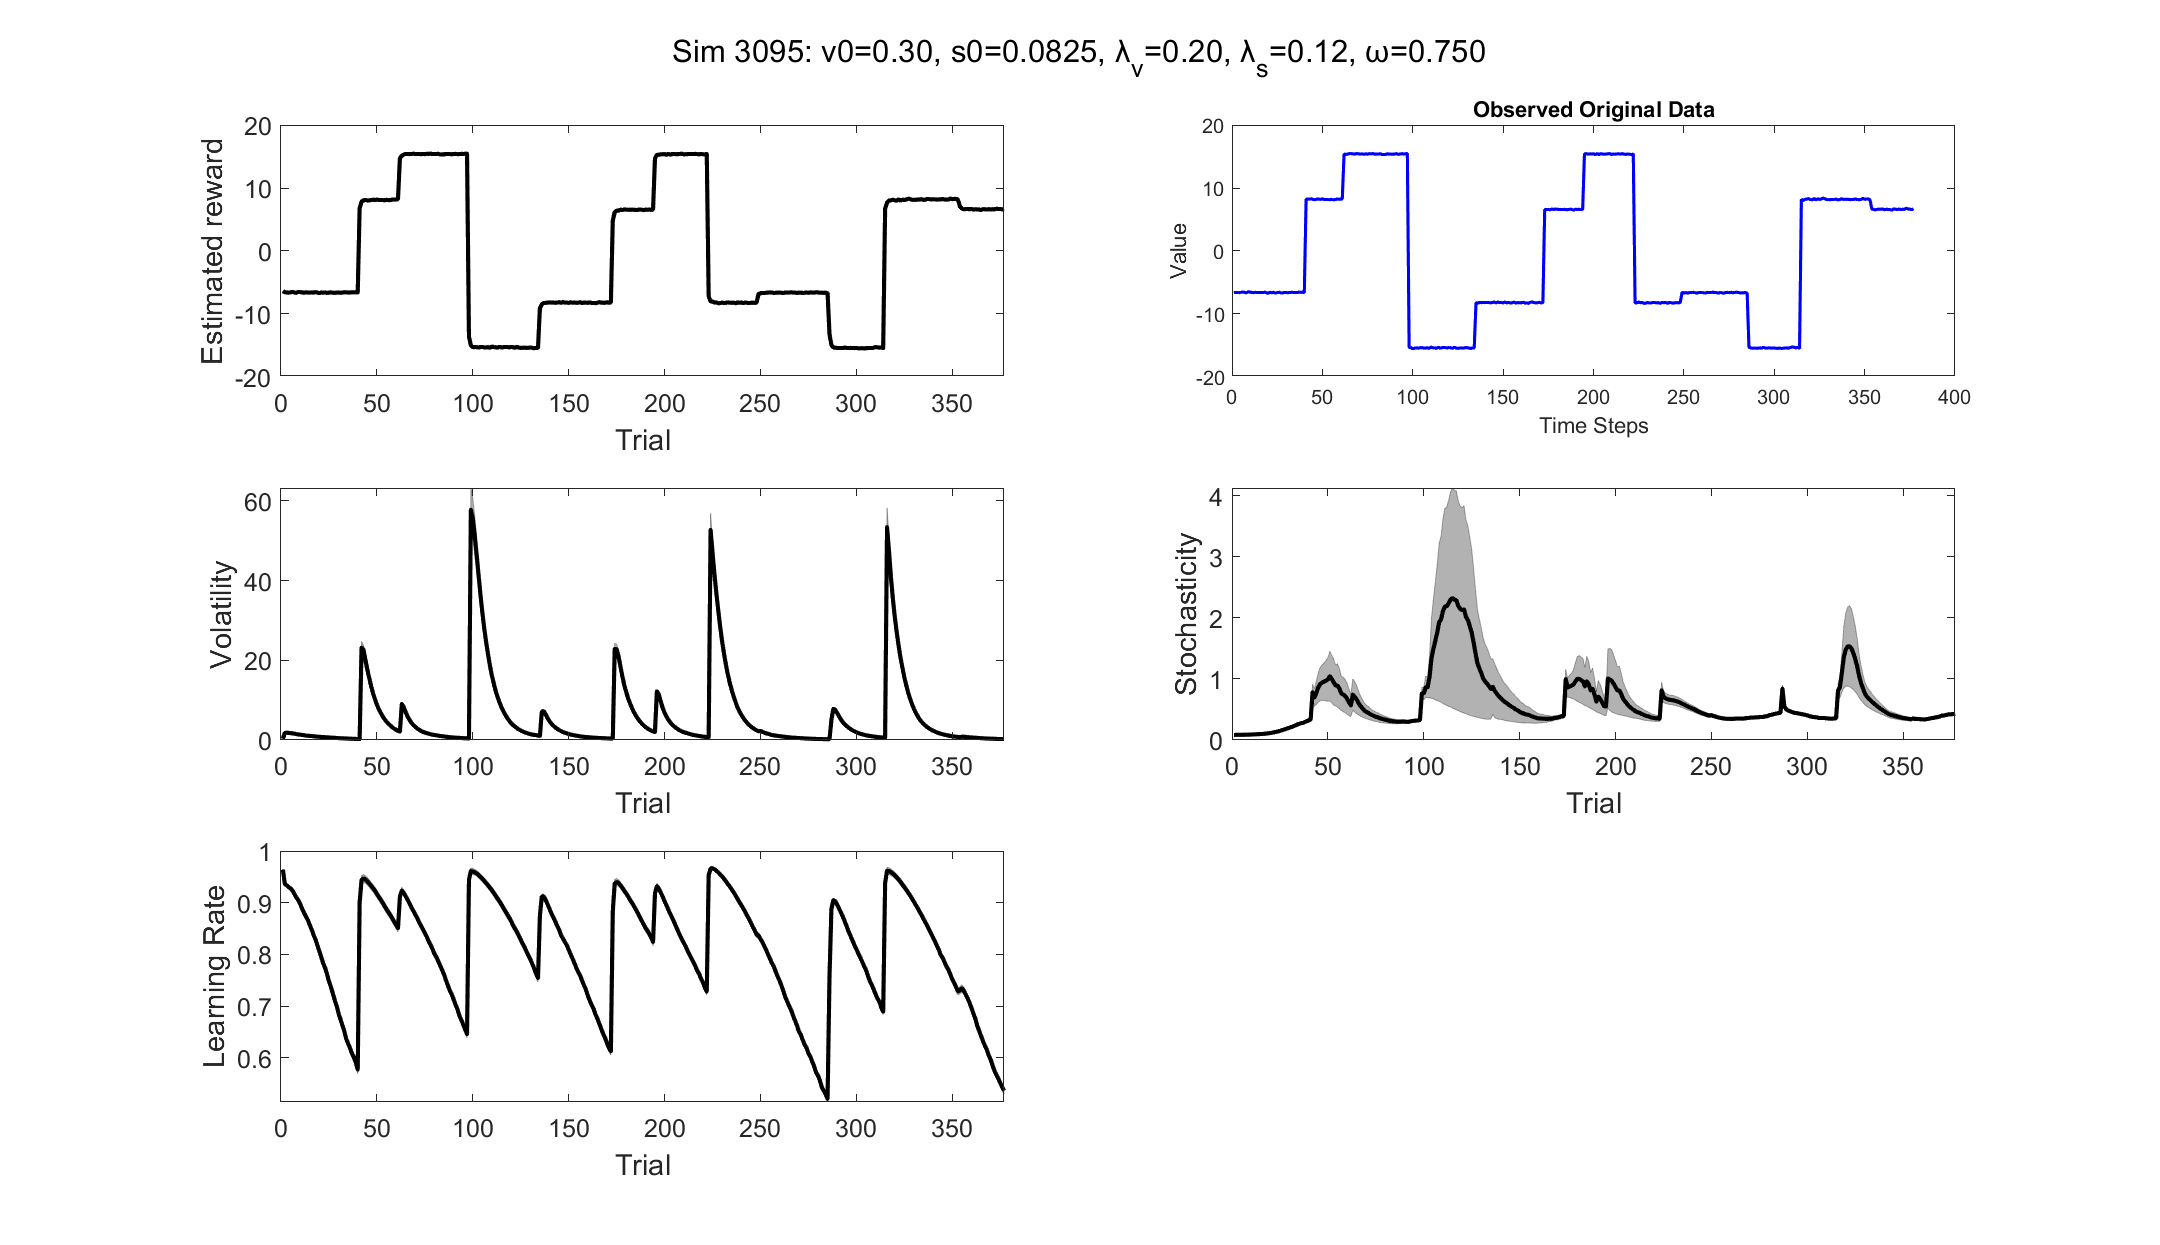 Sim 3095: v0=0.30, s0=0.0825, λv=0.20, λs=0.12, ω=0.750
Estimated reward
20
10
0
-10
-20
0 50 100 150 200 250 300 350
Trial
Observed Original Data
Value
20
10
0
-10
-20
0 50 100 150 200 250 300 350 400
Time Steps
Volatility
60
40
20
0
0 50 100 150 200 250 300 350
Trial
Stochasticity
4
3
2
1
0
0 50 100 150 200 250 300 350
Trial
Learning Rate
1
0.9
0.8
0.7
0.6
0 50 100 150 200 250 300 350
Trial